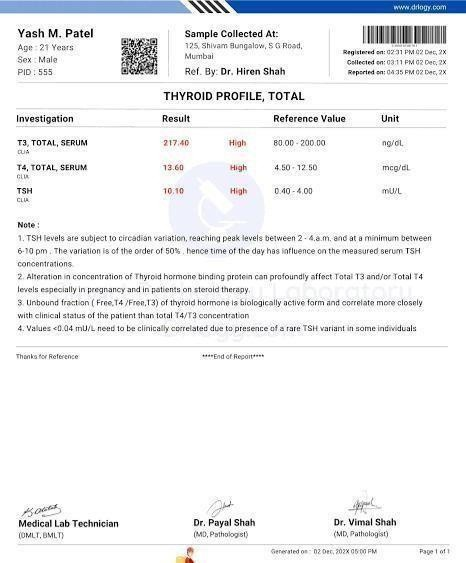 www.drlogy.com
Yash M. Patel
Age : 21 Years
Sex : Male
PID : 555
Sample Collected At:
125, Shivam Bungalow, S G Road,
Mumbai
Ref. By: Dr. Hiren Shah
Registered on: 02:31 PM 02 Dec, 2X
Collected on: 03:11 PM 02 Dec, 2X
Reported on: 04:35 PM 02 Dec, 2X
THYROID PROFILE, TOTAL
Investigation Result Reference Value Unit
T3, TOTAL, SERUM 217.40 High 80.00 - 200.00 ng/dL
CLIA
T4, TOTAL, SERUM 13.60 High 4.50 - 12.50 mcg/dL
CLIA
TSH 10.10 High 0.40 - 4.00 mU/L
CLIA
Note :
1. TSH levels are subject to circadian variation, reaching peak levels between 2 - 4.a.m. and at a minimum between
6-10 pm . The variation is of the order of 50% . hence time of the day has influence on the measured serum TSH
concentrations.
2. Alteration in concentration of Thyroid hormone binding protein can profoundly affect Total T3 and/or Total T4
levels especially in pregnancy and in patients on steroid therapy.
3. Unbound fraction ( Free,T4 /Free,T3) of thyroid hormone is biologically active form and correlate more closely
with clinical status of the patient than total T4/T3 concentration
4. Values <0.04 mU/L need to be clinically correlated due to presence of a rare TSH variant in some individuals
Thanks for Reference ****End of Report****
Medical Lab Technician
(DMLT, BMLT)
Dr. Payal Shah
(MD, Pathologist)
Dr. Vimal Shah
(MD, Pathologist)
Generated on : 02 Dec, 202X 05:00 PM Page 1 of 1